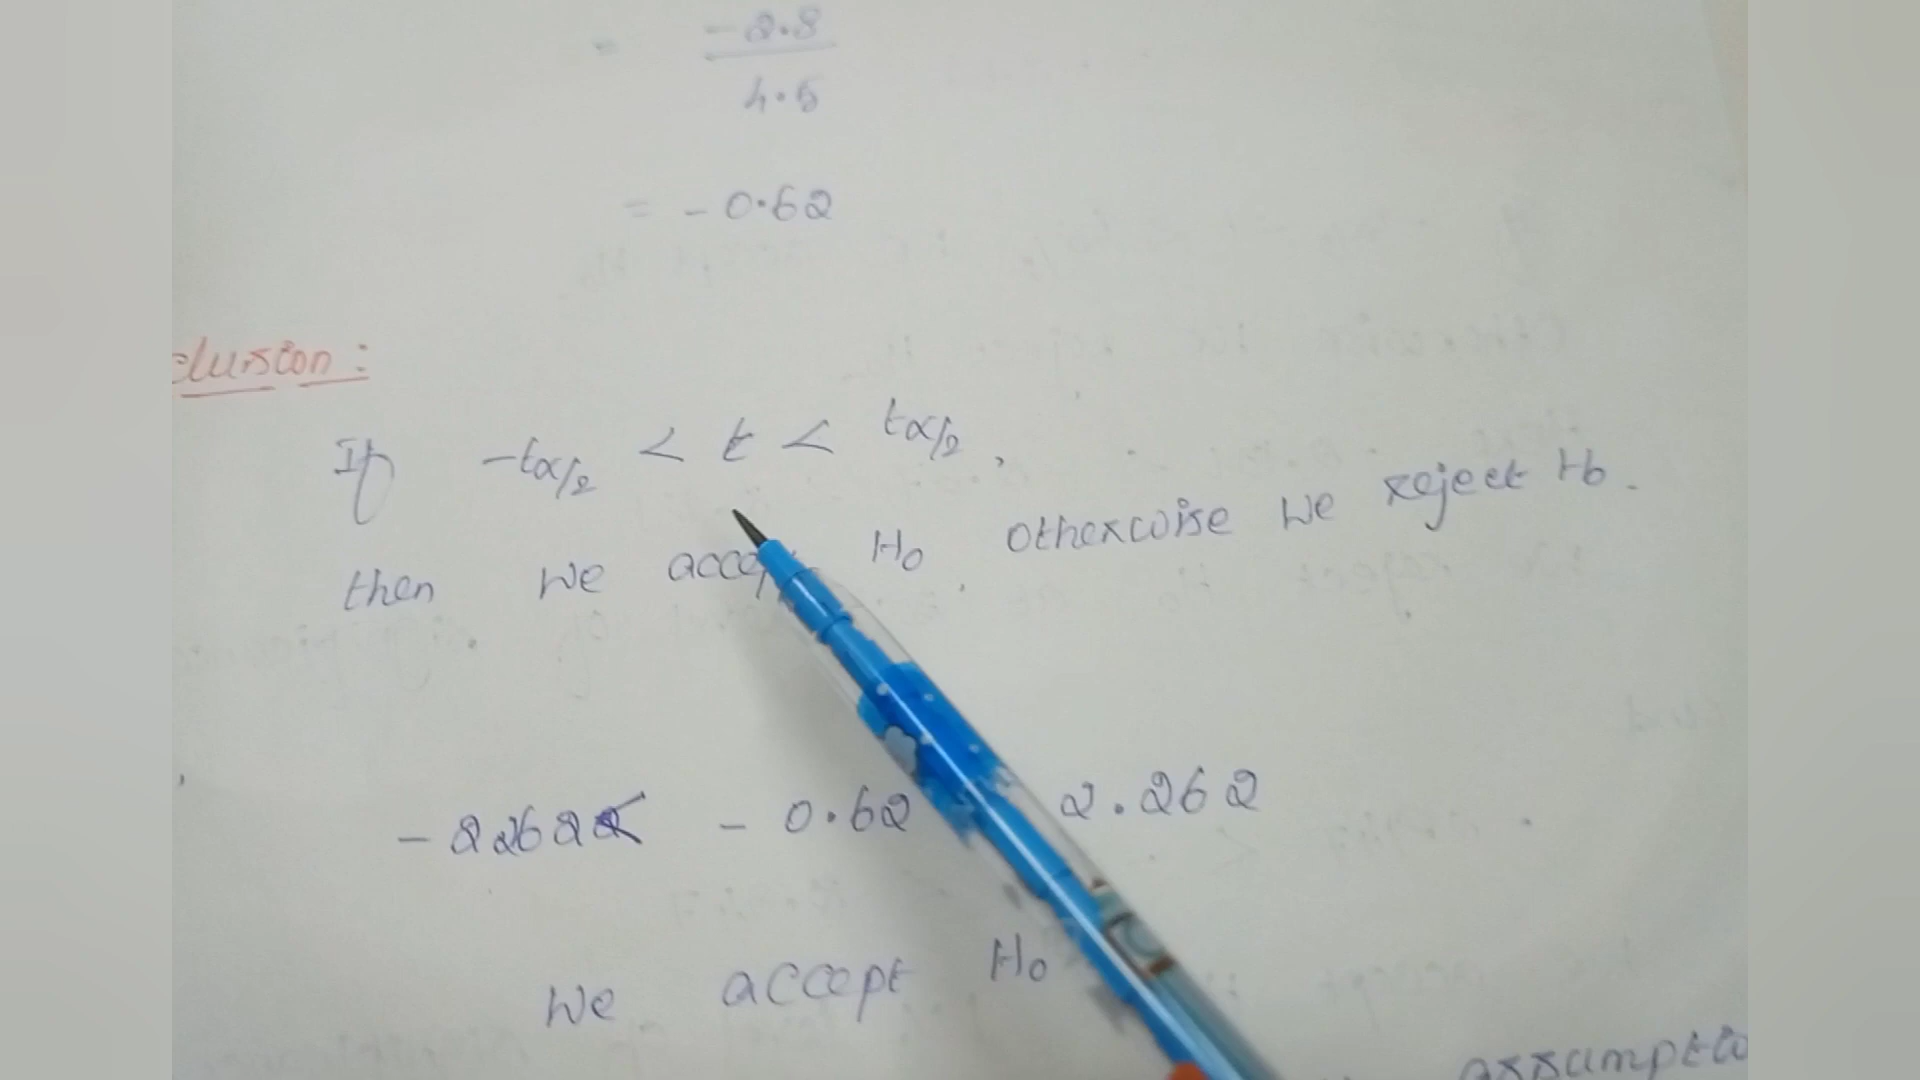 = -2.8
4.5
= -0.62
clusion:
If -tα/2 < t < tα/2,
then we accept H0, otherwise we reject H0.
-2.262< -0.62 2.262
We accept H0
assumptio